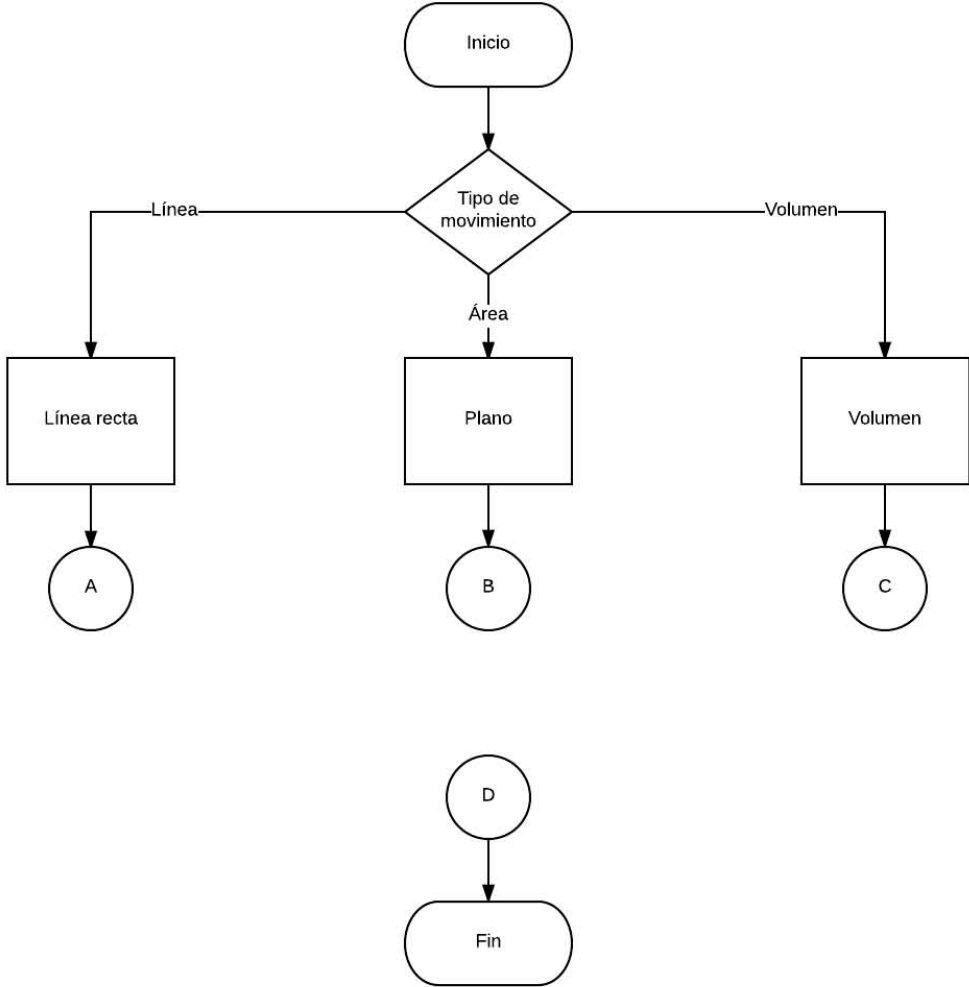 Inicio
Tipo de
movimiento
Línea
Volumen
Área
Línea recta
Plano
Volumen
A
B
C
D
Fin